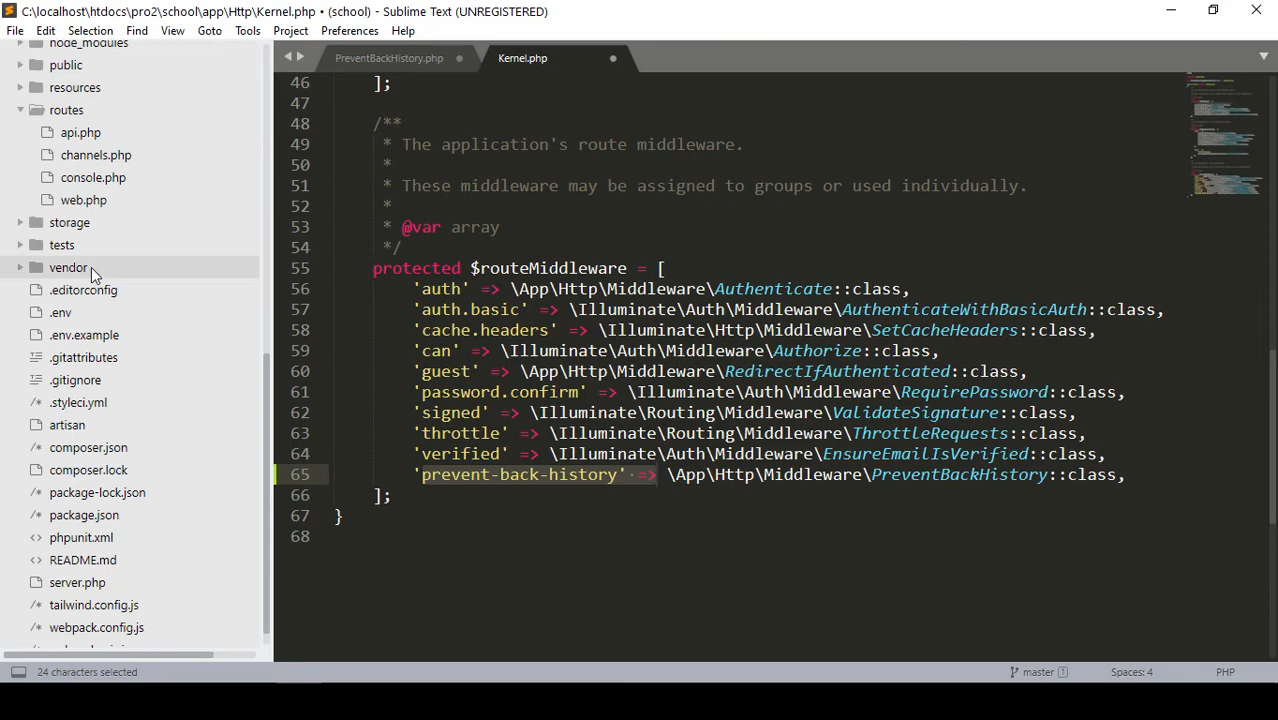 C:\localhost\htdocs\pro2\school\app\Http\Kernel.php • (school) - Sublime Text (UNREGISTERED)
File Edit Selection Find View Goto Tools Project Preferences Help
node_modules
public
resources
routes
api.php
channels.php
console.php
web.php
storage
tests
vendor
.editorconfig
.env
.env.example
.gitattributes
.gitignore
.styleci.yml
artisan
composer.json
composer.lock
package-lock.json
package.json
phpunit.xml
README.md
server.php
tailwind.config.js
webpack.config.js
PreventBackHistory.php Kernel.php
46 ];
47
48 /**
49 * The application's route middleware.
50 *
51 * These middleware may be assigned to groups or used individually.
52 *
53 * @var array
54 */
55 protected $routeMiddleware = [
56 'auth' => \App\Http\Middleware\Authenticate::class,
57 'auth.basic' => \Illuminate\Auth\Middleware\AuthenticateWithBasicAuth::class,
58 'cache.headers' => \Illuminate\Http\Middleware\SetCacheHeaders::class,
59 'can' => \Illuminate\Auth\Middleware\Authorize::class,
60 'guest' => \App\Http\Middleware\RedirectIfAuthenticated::class,
61 'password.confirm' => \Illuminate\Auth\Middleware\RequirePassword::class,
62 'signed' => \Illuminate\Routing\Middleware\ValidateSignature::class,
63 'throttle' => \Illuminate\Routing\Middleware\ThrottleRequests::class,
64 'verified' => \Illuminate\Auth\Middleware\EnsureEmailIsVerified::class,
65 'prevent-back-history' => \App\Http\Middleware\PreventBackHistory::class,
66 ];
67 }
68
24 characters selected master 1 Spaces: 4 PHP